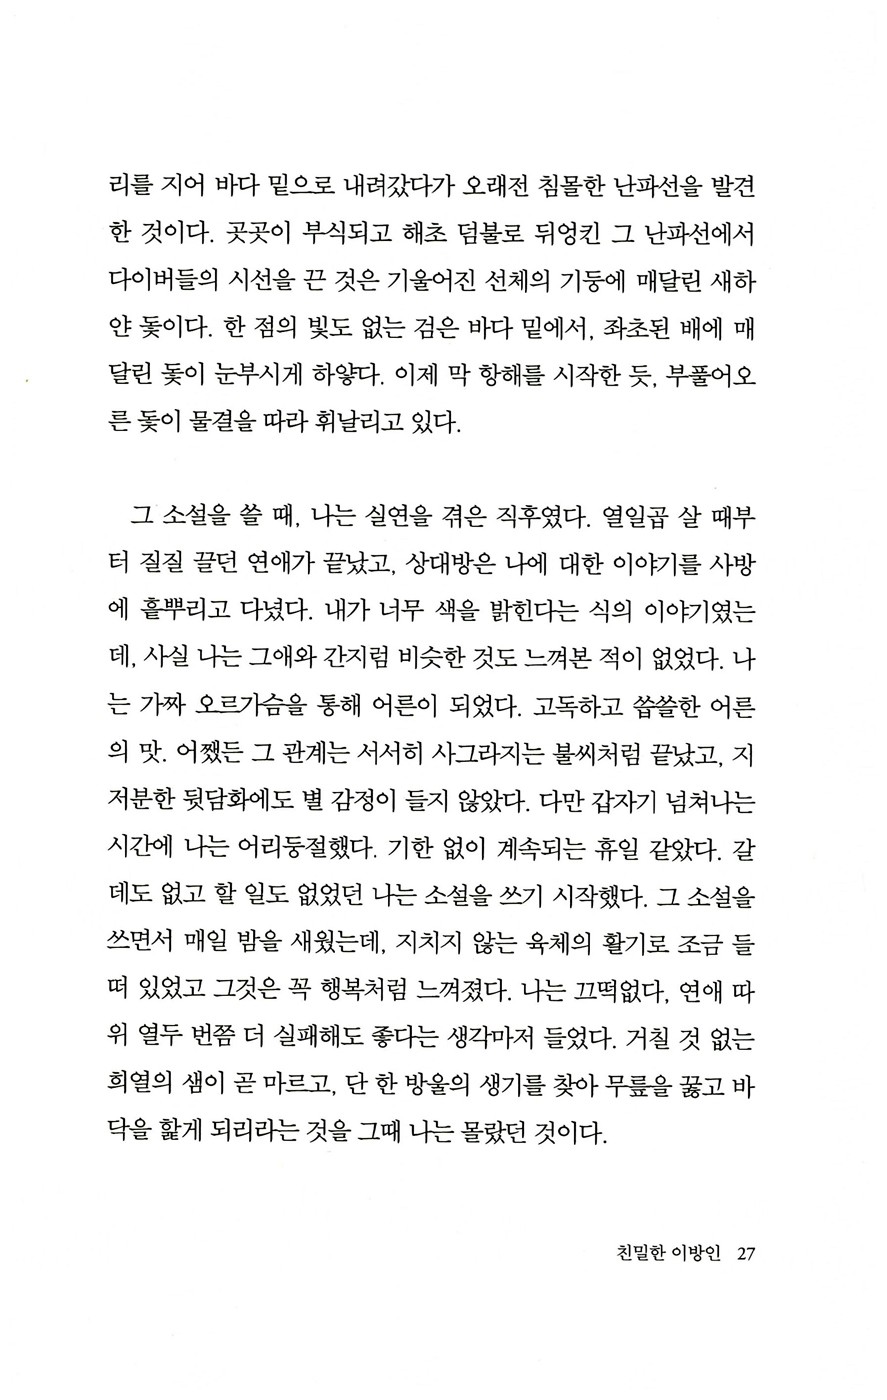 리를 지어 바다 밑으로 내려갔다가 오래전 침몰한 난파선을 발견
한 것이다. 곳곳이 부식되고 해초 덤불로 뒤엉킨 그 난파선에서
다이버들의 시선을 끈 것은 기울어진 선체의 기둥에 매달린 새하
얀 돛이다. 한 점의 빛도 없는 검은 바다 밑에서, 좌초된 배에 매
달린 돛이 눈부시게 하얗다. 이제 막 항해를 시작한 듯, 부풀어오
른 돛이 물결을 따라 휘날리고 있다.
그 소설을 쓸 때, 나는 실연을 겪은 직후였다. 열일곱 살 때부
터 질질 끌던 연애가 끝났고, 상대방은 나에 대한 이야기를 사방
에 흩뿌리고 다녔다. 내가 너무 색을 밝힌다는 식의 이야기였는
데, 사실 나는 그애와 간지럼 비슷한 것도 느껴본 적이 없었다. 나
는 가짜 오르가슴을 통해 어른이 되었다. 고독하고 씁쓸한 어른
의 맛. 어쨌든 그 관계는 서서히 사그라지는 불씨처럼 끝났고, 지
저분한 뒷담화에도 별 감정이 들지 않았다. 다만 갑자기 넘쳐나는
시간에 나는 어리둥절했다. 기한 없이 계속되는 휴일 같았다. 갈
데도 없고 할 일도 없었던 나는 소설을 쓰기 시작했다. 그 소설을
쓰면서 매일 밤을 새웠는데, 지치지 않는 육체의 활기로 조금 들
떠 있었고 그것은 꼭 행복처럼 느껴졌다. 나는 끄떡없다, 연애 따
위 열두 번쯤 더 실패해도 좋다는 생각마저 들었다. 거칠 것 없는
희열의 샘이 곧 마르고, 단 한 방울의 생기를 찾아 무릎을 꿇고 바
닥을 핥게 되리라는 것을 그때 나는 몰랐던 것이다.
친밀한 이방인 27